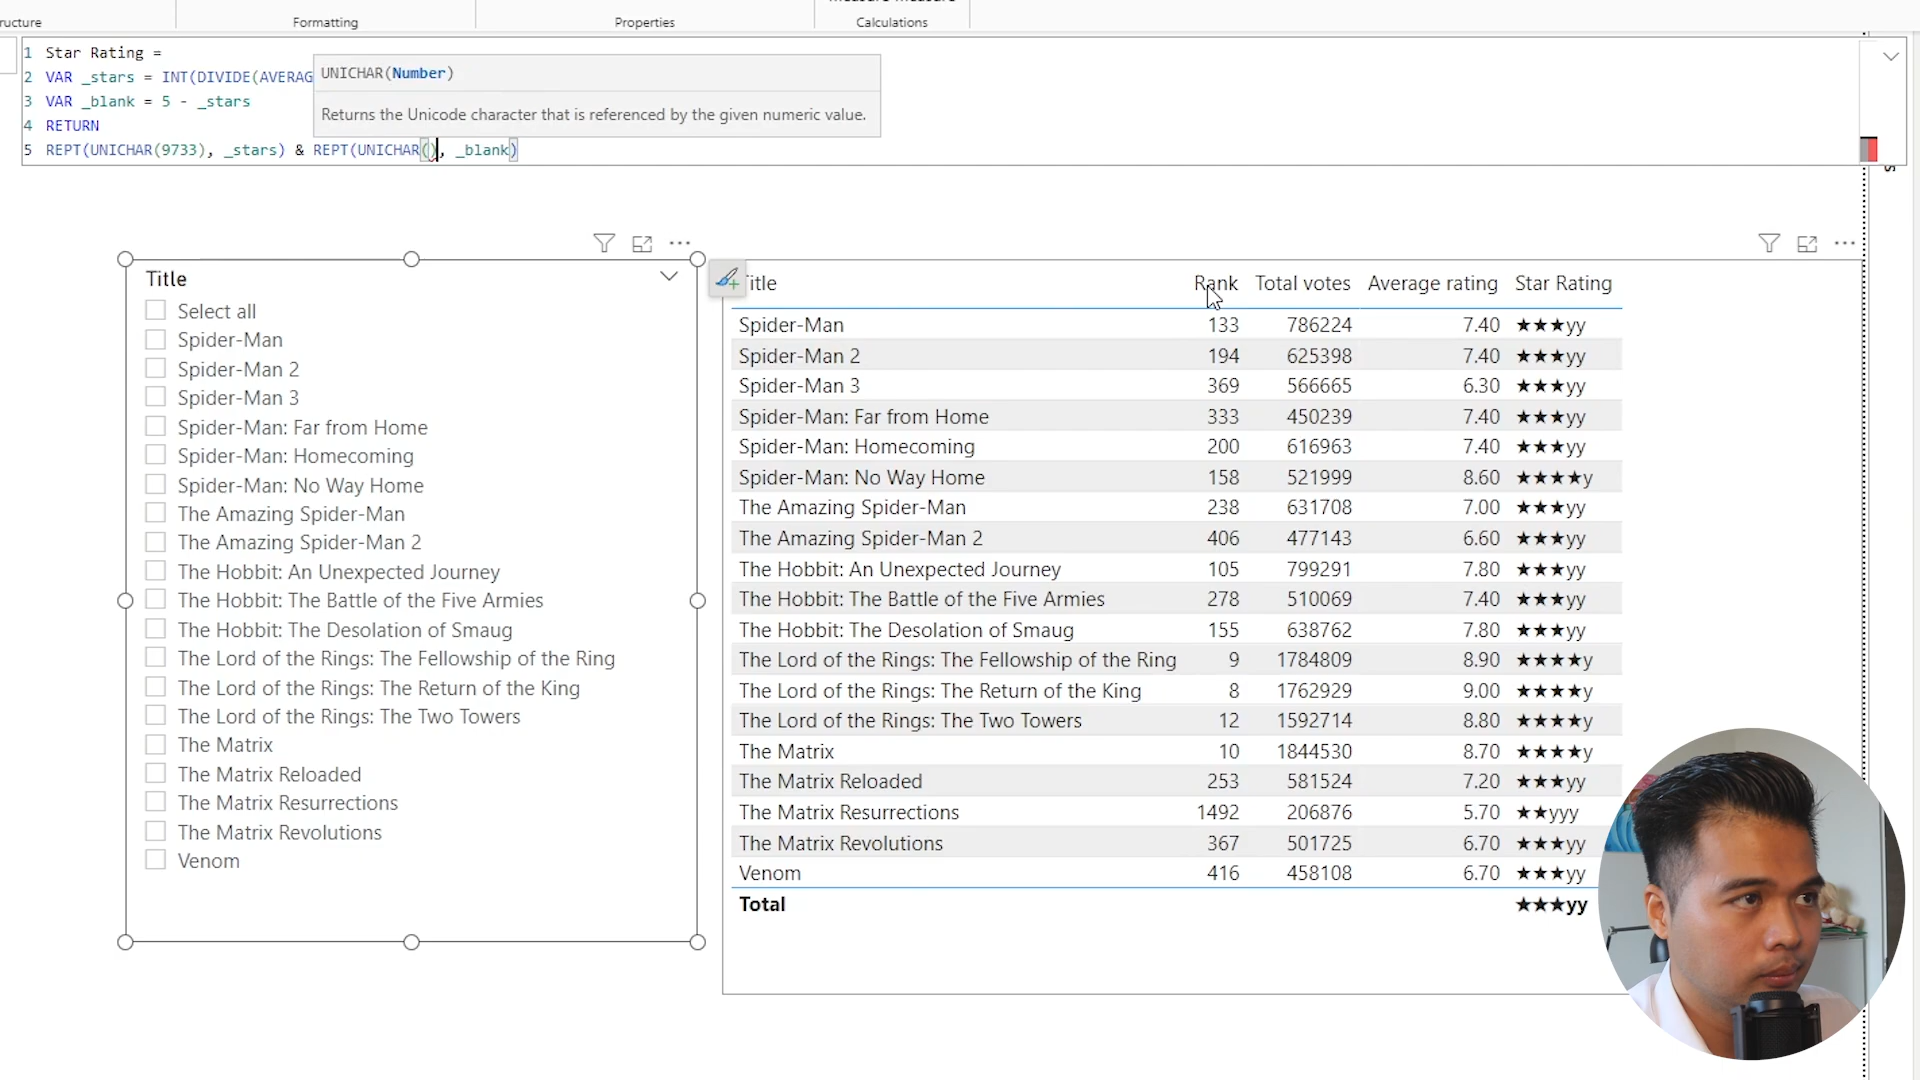 ructure
Formatting
Properties
Calculations
1 Star Rating =
2 VAR _stars = INT(DIVIDE(AVERAG
3 VAR _blank = 5 - _stars
4 RETURN
5 REPT(UNICHAR(9733), _stars) & REPT(UNICHAR(), _blank)
UNICHAR(Number)
Returns the Unicode character that is referenced by the given numeric value.
Title
Select all
Spider-Man
Spider-Man 2
Spider-Man 3
Spider-Man: Far from Home
Spider-Man: Homecoming
Spider-Man: No Way Home
The Amazing Spider-Man
The Amazing Spider-Man 2
The Hobbit: An Unexpected Journey
The Hobbit: The Battle of the Five Armies
The Hobbit: The Desolation of Smaug
The Lord of the Rings: The Fellowship of the Ring
The Lord of the Rings: The Return of the King
The Lord of the Rings: The Two Towers
The Matrix
The Matrix Reloaded
The Matrix Resurrections
The Matrix Revolutions
Venom
itle Rank Total votes Average rating Star Rating
Spider-Man 133 786224 7.40 ★★★yy
Spider-Man 2 194 625398 7.40 ★★★yy
Spider-Man 3 369 566665 6.30 ★★★yy
Spider-Man: Far from Home 333 450239 7.40 ★★★yy
Spider-Man: Homecoming 200 616963 7.40 ★★★yy
Spider-Man: No Way Home 158 521999 8.60 ★★★★y
The Amazing Spider-Man 238 631708 7.00 ★★★yy
The Amazing Spider-Man 2 406 477143 6.60 ★★★yy
The Hobbit: An Unexpected Journey 105 799291 7.80 ★★★yy
The Hobbit: The Battle of the Five Armies 278 510069 7.40 ★★★yy
The Hobbit: The Desolation of Smaug 155 638762 7.80 ★★★yy
The Lord of the Rings: The Fellowship of the Ring 9 1784809 8.90 ★★★★y
The Lord of the Rings: The Return of the King 8 1762929 9.00 ★★★★y
The Lord of the Rings: The Two Towers 12 1592714 8.80 ★★★★y
The Matrix 10 1844530 8.70 ★★★★y
The Matrix Reloaded 253 581524 7.20 ★★★yy
The Matrix Resurrections 1492 206876 5.70 ★★yyy
The Matrix Revolutions 367 501725 6.70 ★★★yy
Venom 416 458108 6.70 ★★★yy
Total ★★★yy